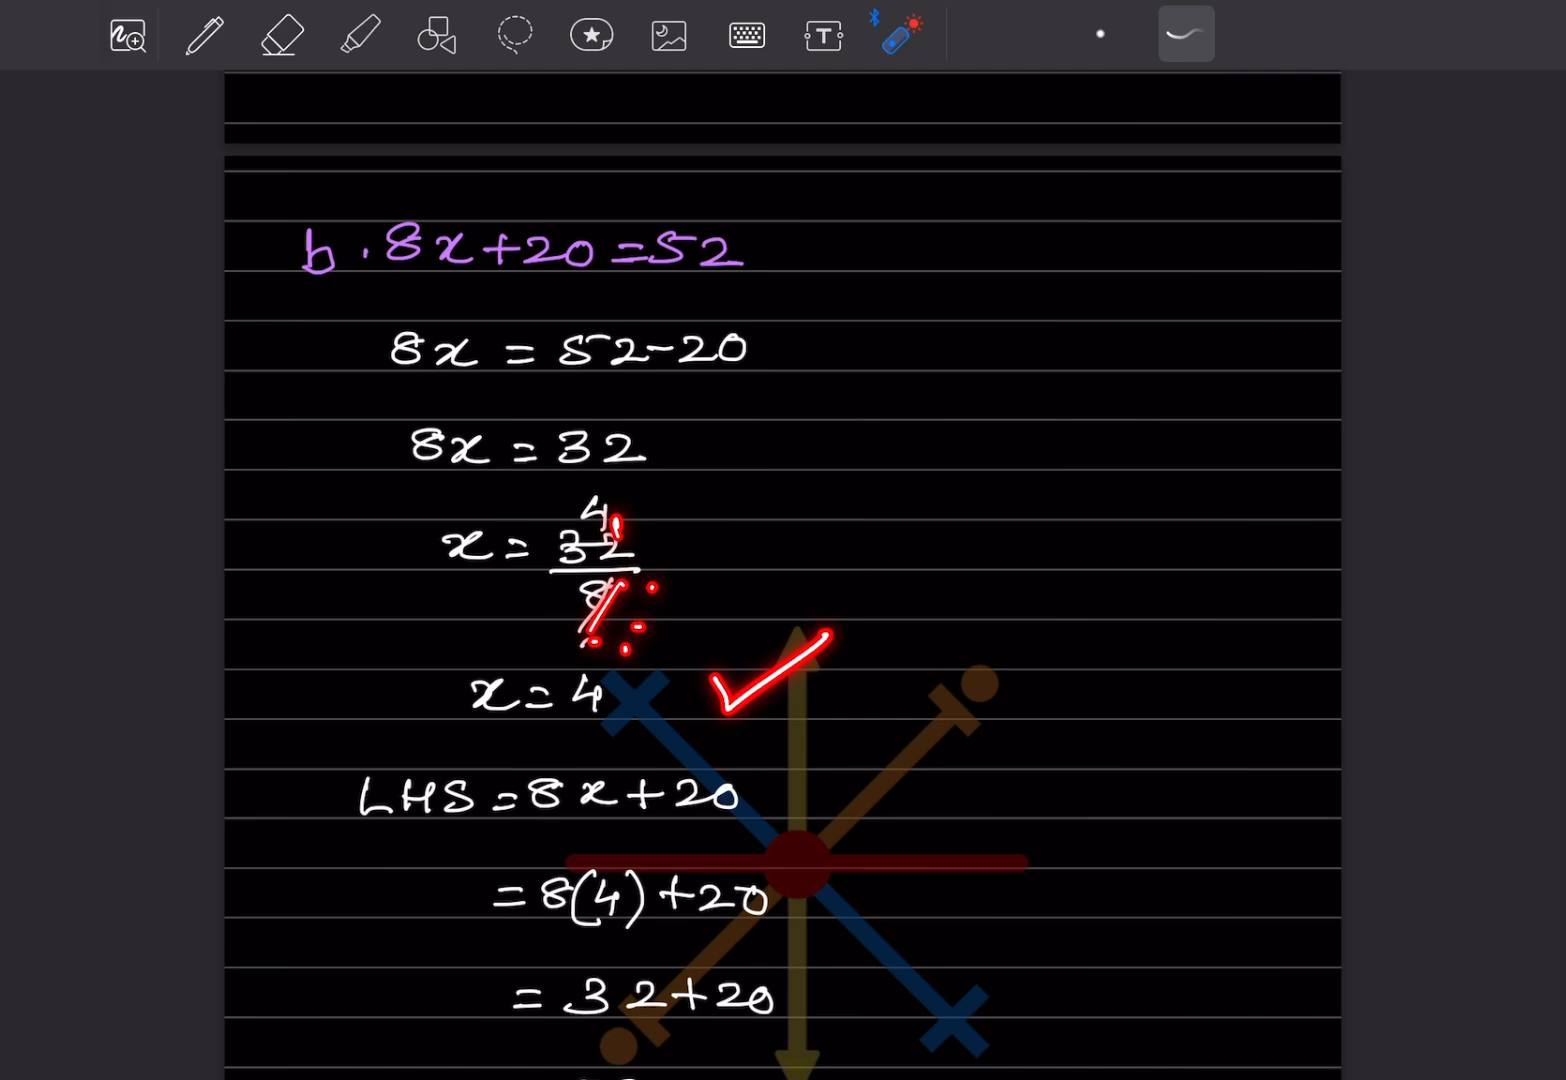 b. 8x+20=52
8x = 52-20
8x = 32
4
x = 32
8
x = 4
LHS = 8x+20
= 8(4)+20
= 32+20